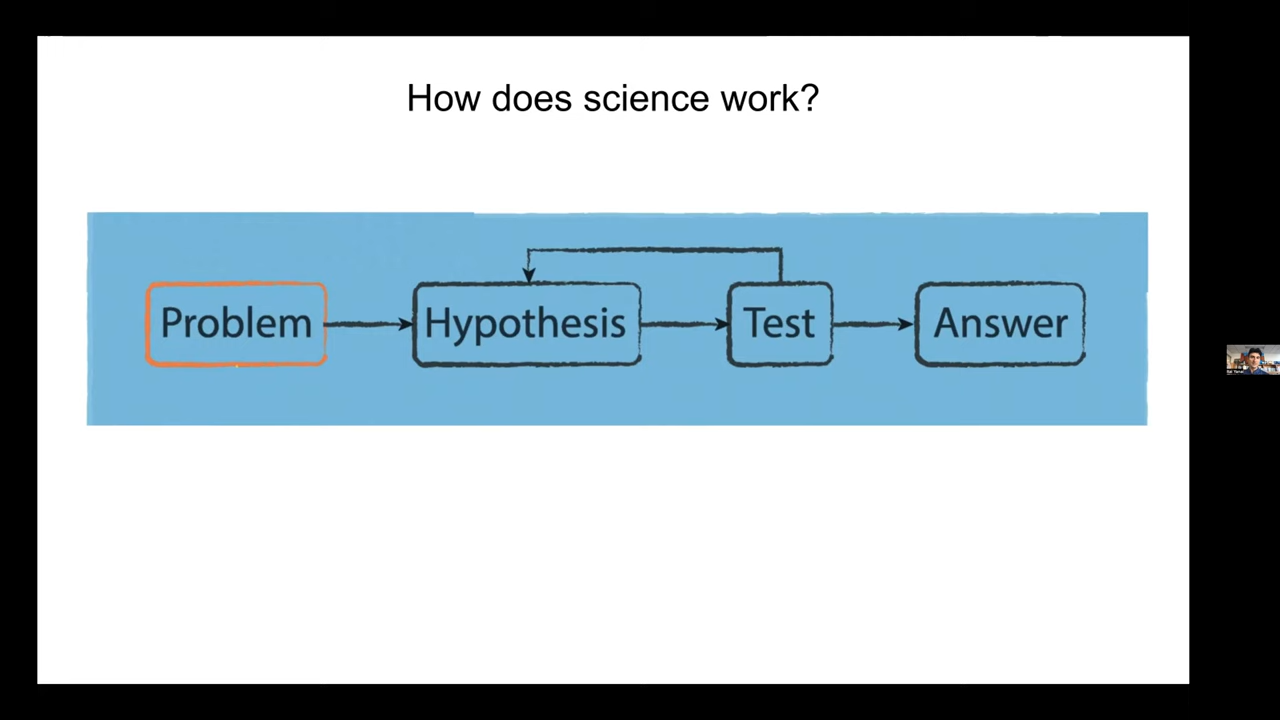 How does science work?
Problem
Hypothesis
Test
Answer